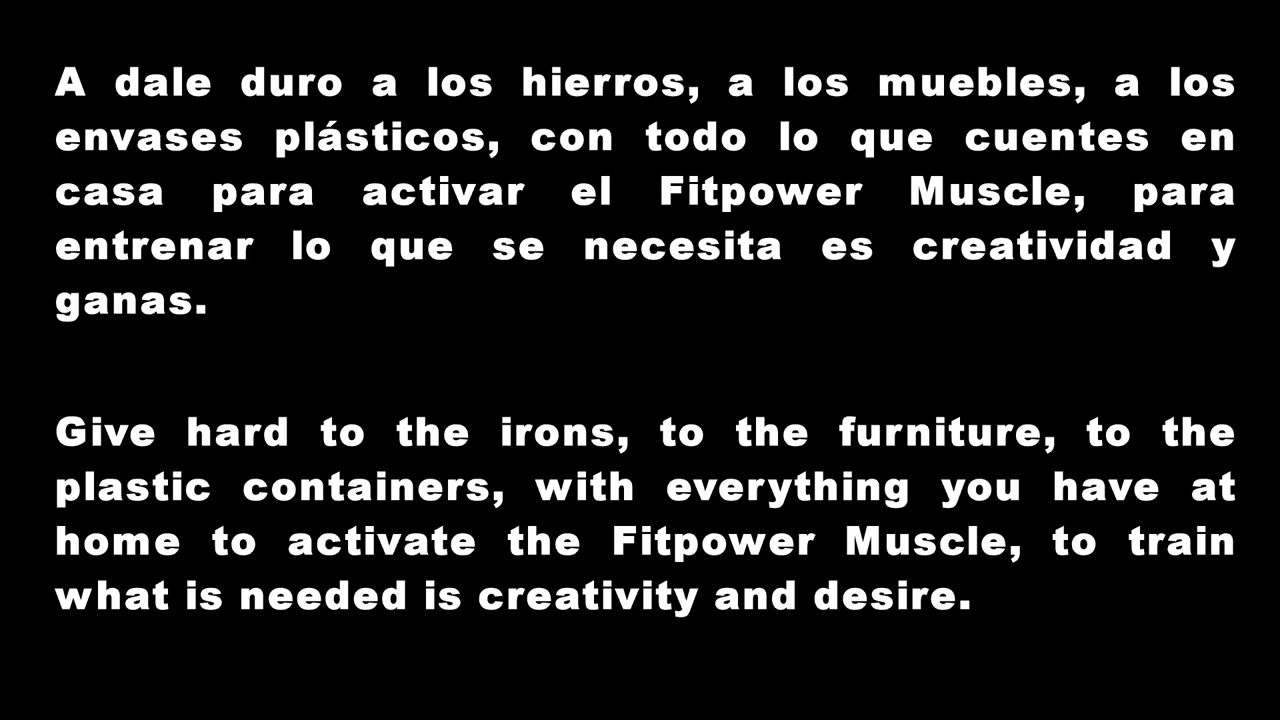 A dale duro a los hierros, a los muebles, a los
envases plásticos, con todo lo que cuentes en
casa para activar el Fitpower Muscle, para
entrenar lo que se necesita es creatividad y
ganas.
Give hard to the irons, to the furniture, to the
plastic containers, with everything you have at
home to activate the Fitpower Muscle, to train
what is needed is creativity and desire.